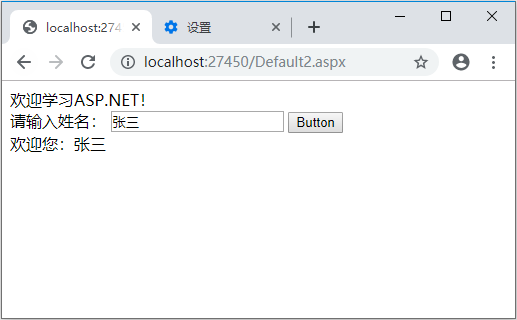 localhost:274
设置
localhost:27450/Default2.aspx
欢迎学习ASP.NET!
请输入姓名： 张三 Button
欢迎您：张三